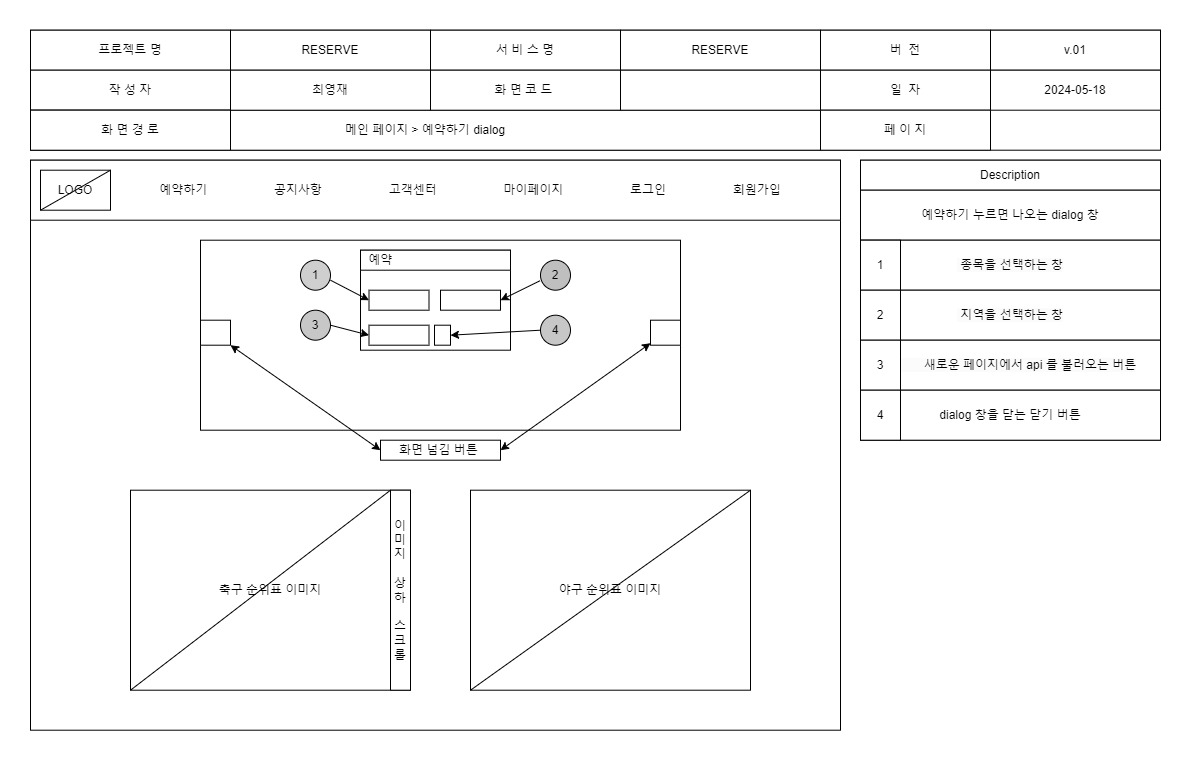 프로젝트 명 RESERVE 서 비 스 명 RESERVE 버 전 v.01
작 성 자 최영재 화 면 코 드 일 자 2024-05-18
화 면 경 로 메인 페이지 > 예약하기 dialog 페 이 지
LOGO 예약하기 공지사항 고객센터 마이페이지 로그인 회원가입
예약
1
2
3
4
화면 넘김 버튼
축구 순위표 이미지
이미지 상하 스크롤
야구 순위표 이미지
Description
예약하기 누르면 나오는 dialog 창
1 종목을 선택하는 창
2 지역을 선택하는 창
3 새로운 페이지에서 api 를 불러오는 버튼
4 dialog 창을 닫는 닫기 버튼